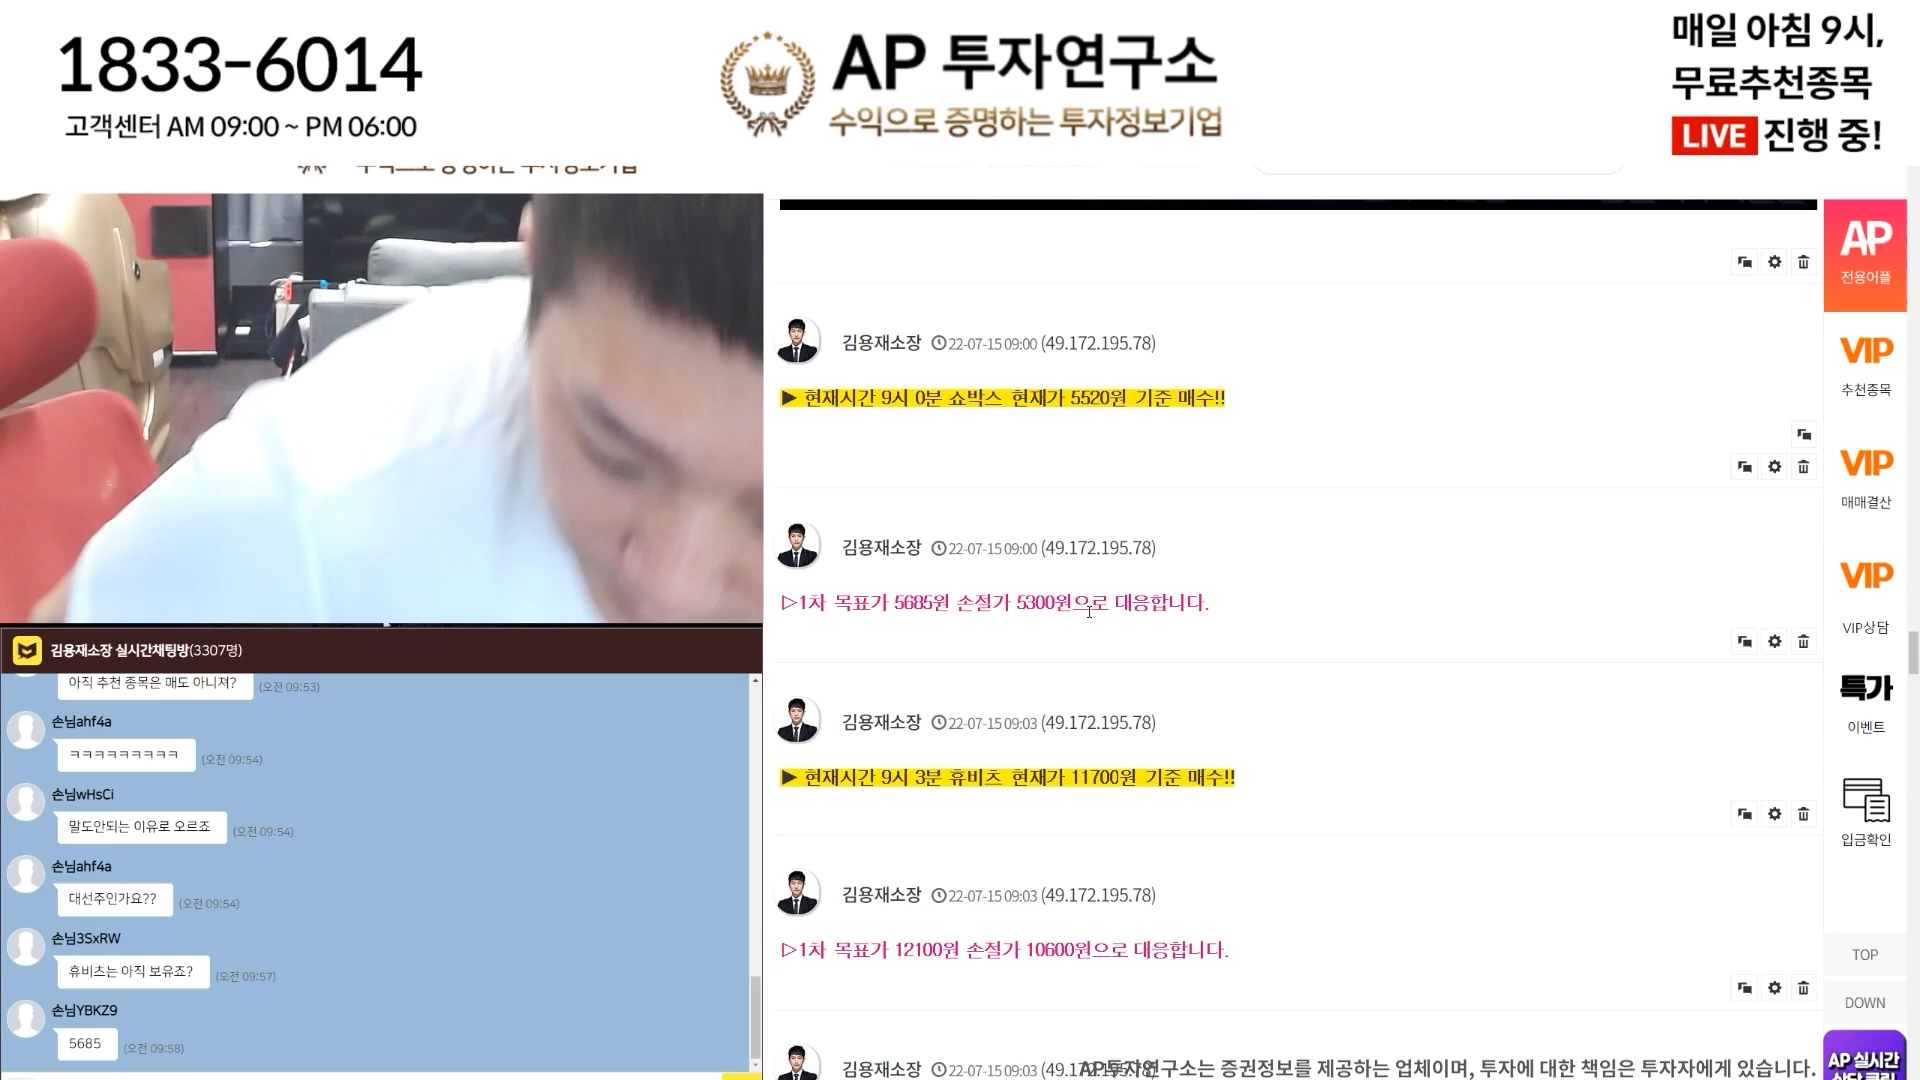 1833-6014
고객센터 AM 09:00 ~ PM 06:00
AP 투자연구소
수익으로 증명하는 투자정보기업
매일 아침 9시,
무료추천종목
LIVE 진행 중!
김용재소장 22-07-15 09:00 (49.172.195.78)
▶ 현재시간 9시 0분 쇼박스 현재가 5520원 기준 매수!!
김용재소장 22-07-15 09:00 (49.172.195.78)
▷1차 목표가 5685원 손절가 5300원으로 대응합니다.
김용재소장 22-07-15 09:03 (49.172.195.78)
▶ 현재시간 9시 3분 휴비츠 현재가 11700원 기준 매수!!
김용재소장 22-07-15 09:03 (49.172.195.78)
▷1차 목표가 12100원 손절가 10600원으로 대응합니다.
김용재소장 22-07-15 09:03
AP투자연구소는 증권정보를 제공하는 업체이며, 투자에 대한 책임은 투자자에게 있습니다.
김용재소장 실시간채팅방(3307명)
아직 추천 종목은 매도 아니져? (오전 09:53)
손님ahf4a
ㅋㅋㅋㅋㅋㅋㅋㅋㅋ (오전 09:54)
손님wHsCi
말도안되는 이유로 오르죠 (오전 09:54)
손님ahf4a
대선주인가요?? (오전 09:54)
손님3SxRW
휴비츠는 아직 보유죠? (오전 09:57)
손님YBKZ9
5685 (오전 09:58)
AP
전용어플
VIP
추천종목
VIP
매매결산
VIP
VIP상담
특가
이벤트
입금확인
TOP
DOWN
AP 실시간